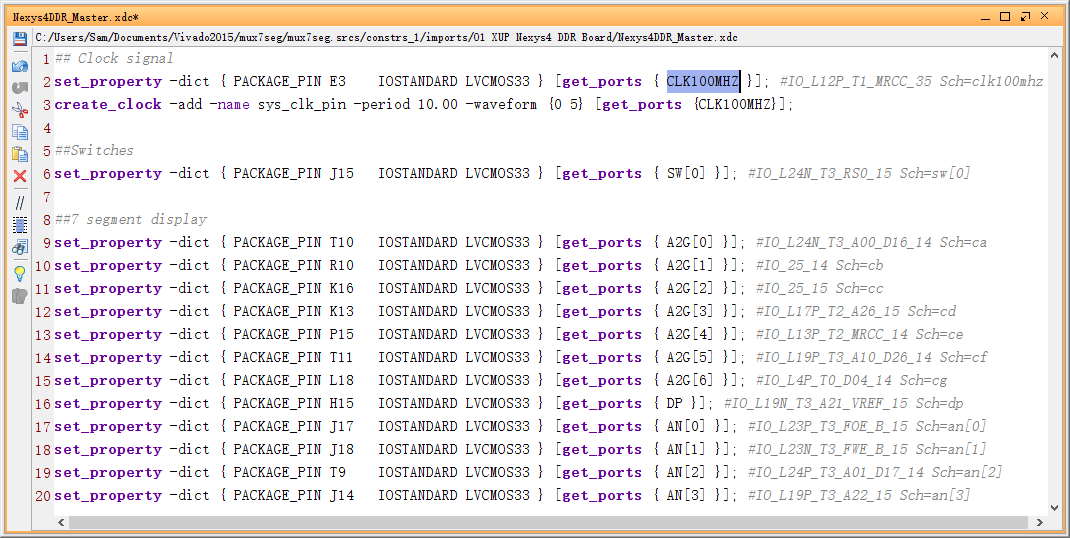 Nexys4DDR_Master.xdc*
C:/Users/Sam/Documents/Vivado2015/mux7seg/mux7seg.srcs/constrs_1/imports/01 XUP Nexys4 DDR Board/Nexys4DDR_Master.xdc
1 ## Clock signal
2 set_property -dict { PACKAGE_PIN E3 IOSTANDARD LVCMOS33 } [get_ports { CLK100MHZ }]; #IO_L12P_T1_MRCC_35 Sch=clk100mhz
3 create_clock -add -name sys_clk_pin -period 10.00 -waveform {0 5} [get_ports {CLK100MHZ}];
4
5 ##Switches
6 set_property -dict { PACKAGE_PIN J15 IOSTANDARD LVCMOS33 } [get_ports { SW[0] }]; #IO_L24N_T3_RS0_15 Sch=sw[0]
7
8 ##7 segment display
9 set_property -dict { PACKAGE_PIN T10 IOSTANDARD LVCMOS33 } [get_ports { A2G[0] }]; #IO_L24N_T3_A00_D16_14 Sch=ca
10 set_property -dict { PACKAGE_PIN R10 IOSTANDARD LVCMOS33 } [get_ports { A2G[1] }]; #IO_25_14 Sch=cb
11 set_property -dict { PACKAGE_PIN K16 IOSTANDARD LVCMOS33 } [get_ports { A2G[2] }]; #IO_25_15 Sch=cc
12 set_property -dict { PACKAGE_PIN K13 IOSTANDARD LVCMOS33 } [get_ports { A2G[3] }]; #IO_L17P_T2_A26_15 Sch=cd
13 set_property -dict { PACKAGE_PIN P15 IOSTANDARD LVCMOS33 } [get_ports { A2G[4] }]; #IO_L13P_T2_MRCC_14 Sch=ce
14 set_property -dict { PACKAGE_PIN T11 IOSTANDARD LVCMOS33 } [get_ports { A2G[5] }]; #IO_L19P_T3_A10_D26_14 Sch=cf
15 set_property -dict { PACKAGE_PIN L18 IOSTANDARD LVCMOS33 } [get_ports { A2G[6] }]; #IO_L4P_T0_D04_14 Sch=cg
16 set_property -dict { PACKAGE_PIN H15 IOSTANDARD LVCMOS33 } [get_ports { DP }]; #IO_L19N_T3_A21_VREF_15 Sch=dp
17 set_property -dict { PACKAGE_PIN J17 IOSTANDARD LVCMOS33 } [get_ports { AN[0] }]; #IO_L23P_T3_FOE_B_15 Sch=an[0]
18 set_property -dict { PACKAGE_PIN J18 IOSTANDARD LVCMOS33 } [get_ports { AN[1] }]; #IO_L23N_T3_FWE_B_15 Sch=an[1]
19 set_property -dict { PACKAGE_PIN T9 IOSTANDARD LVCMOS33 } [get_ports { AN[2] }]; #IO_L24P_T3_A01_D17_14 Sch=an[2]
20 set_property -dict { PACKAGE_PIN J14 IOSTANDARD LVCMOS33 } [get_ports { AN[3] }]; #IO_L19P_T3_A22_15 Sch=an[3]